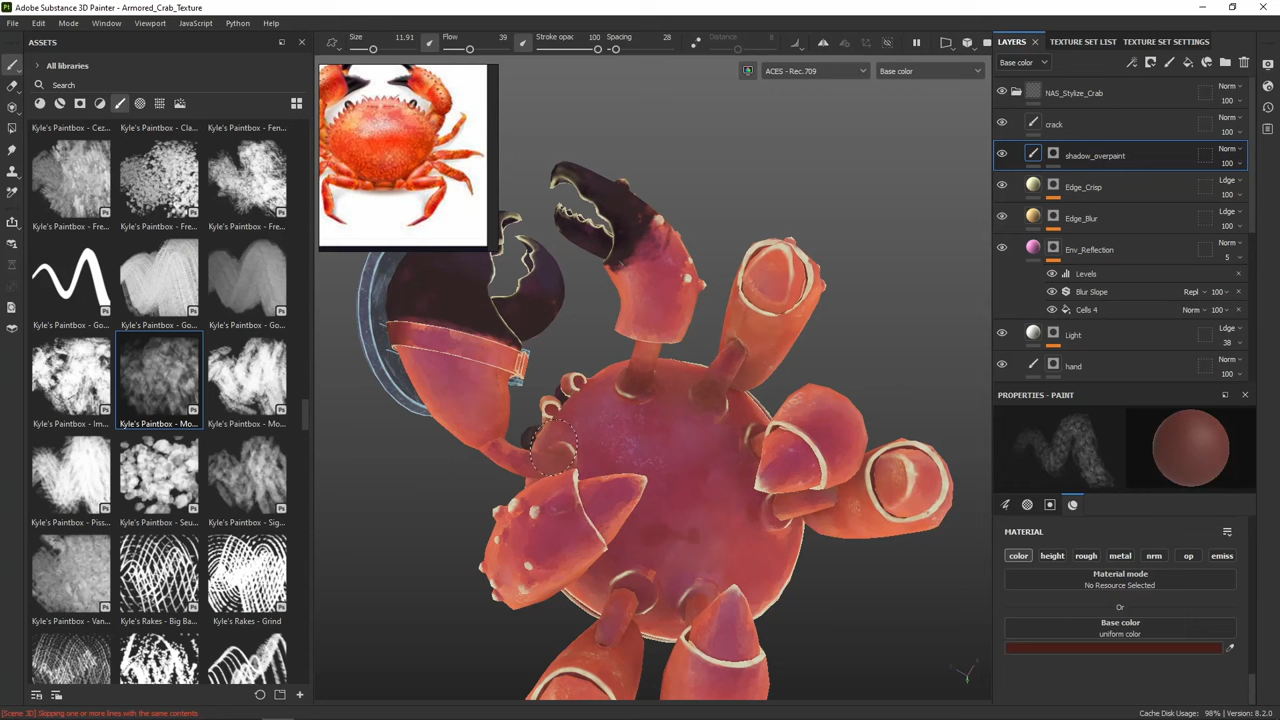 Adobe Substance 3D Painter - Armored_Crab_Texture
File Edit Mode Window Viewport JavaScript Python Help
ASSETS
All libraries
Search
Kyle's Paintbox - Cez... Kyle's Paintbox - Cla... Kyle's Paintbox - Fen...
Kyle's Paintbox - Fre... Kyle's Paintbox - Fre... Kyle's Paintbox - Fre...
Kyle's Paintbox - Go... Kyle's Paintbox - Go... Kyle's Paintbox - Go...
Kyle's Paintbox - Im... Kyle's Paintbox - Mo... Kyle's Paintbox - Mo...
Kyle's Paintbox - Piss... Kyle's Paintbox - Seu... Kyle's Paintbox - Sig...
Kyle's Paintbox - Van... Kyle's Rakes - Big Ba... Kyle's Rakes - Grind
Size 11.91 Flow 39 Stroke opac 100 Spacing 28 Distance 8
ACES - Rec.709 Base color
LAYERS TEXTURE SET LIST TEXTURE SET SETTINGS
Base color
NAS_Stylize_Crab Norm 100
crack Norm 100
shadow_overpaint Norm 100
Edge_Crisp Ldge 100
Edge_Blur Ldge 100
Env_Reflection Norm 5
Levels
Blur Slope Repl 100
Cells 4 Norm 100
Light Ldge 38
hand Norm 100
PROPERTIES - PAINT
MATERIAL
color height rough metal nrm op emiss
Material mode
No Resource Selected
Or
Base color
uniform color
[Scene 3D] Skipping one or more lines with the same contents
Cache Disk Usage: 98% | Version: 8.2.0